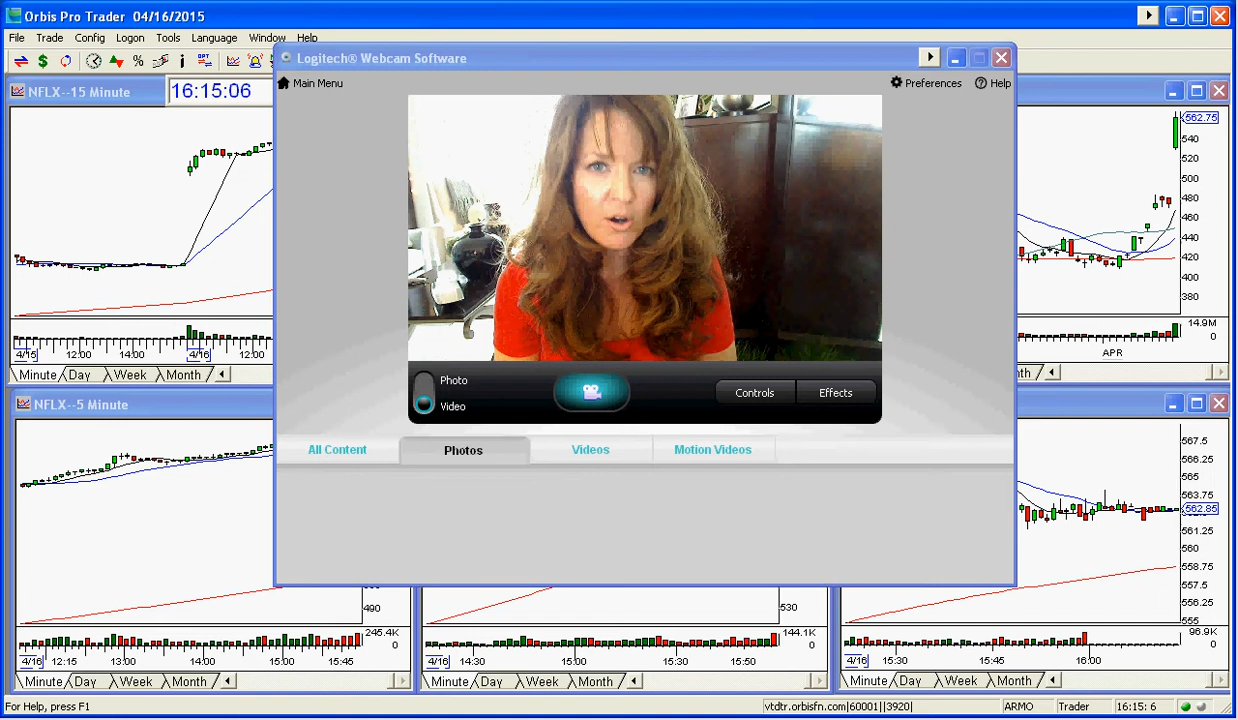 Orbis Pro Trader 04/16/2015
File Trade Config Logon Tools Language Window Help
NFLX--15 Minute
16:15:06
4/15 12:00 14:00 4/16 12:00
Minute Day Week Month
Logitech® Webcam Software
Main Menu
Preferences
Help
Photo
Video
Controls
Effects
All Content
Photos
Videos
Motion Videos
562.75
540
520
500
480
460
440
420
400
380
14.9M
0
APR
nth
NFLX--5 Minute
490
245.4K
0
4/16 12:15 13:00 14:00 15:00 15:45
Minute Day Week Month
530
144.1K
0
4/16 14:30 15:00 15:30 15:50
Minute Day Week Month
567.5
566.25
565
563.75
562.85
561.25
560
558.75
557.5
556.25
555
96.9K
0
4/16 15:30 15:45 16:00
Minute Day Week Month
For Help, press F1
vtdtr.orbisfn.com|60001||3920|
ARMO
Trader
16:15: 6